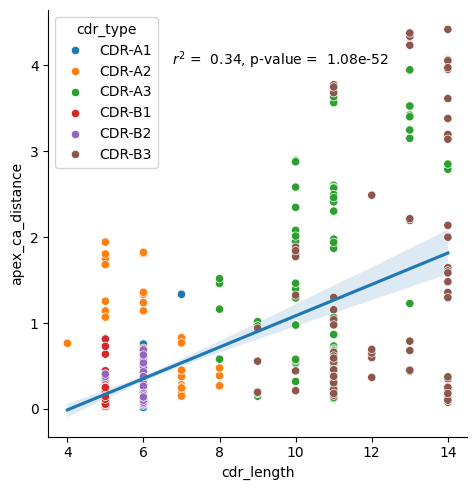 cdr_type
CDR-A1
CDR-A2
CDR-A3
CDR-B1
CDR-B2
CDR-B3
r² = 0.34, p-value = 1.08e-52
apex_ca_distance
4
3
2
1
0
4 6 8 10 12 14
cdr_length